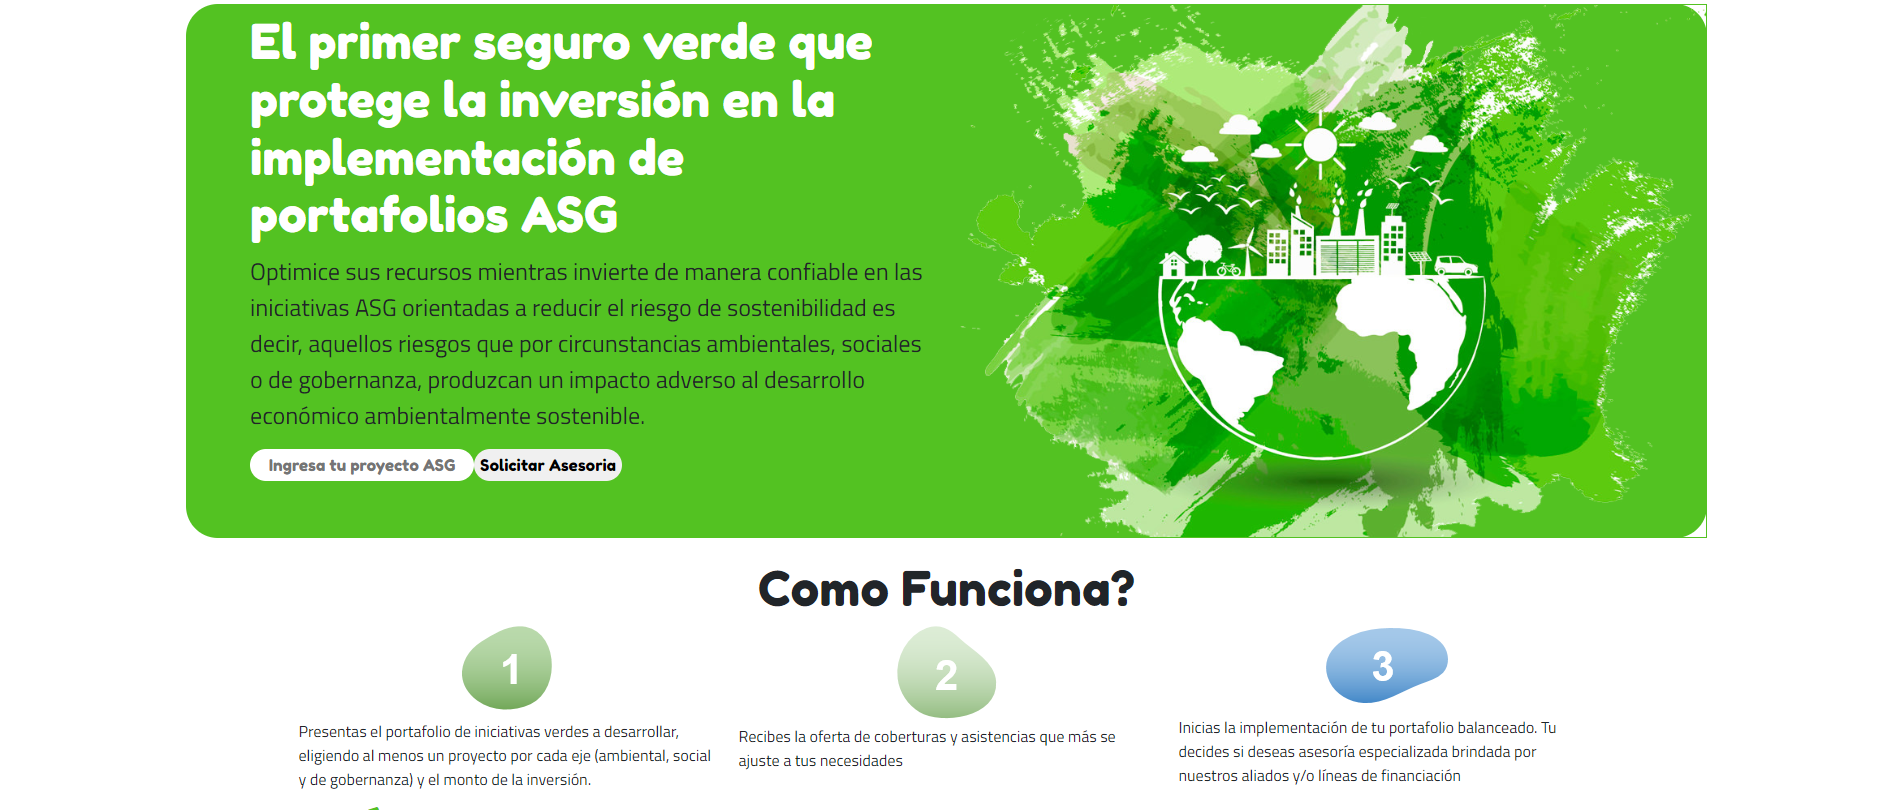 El primer seguro verde que
protege la inversión en la
implementación de
portafolios ASG
Optimice sus recursos mientras invierte de manera confiable en las
iniciativas ASG orientadas a reducir el riesgo de sostenibilidad es
decir, aquellos riesgos que por circunstancias ambientales, sociales
o de gobernanza, produzcan un impacto adverso al desarrollo
económico ambientalmente sostenible.
Ingresa tu proyecto ASG Solicitar Asesoria
Como Funciona?
1
Presentas el portafolio de iniciativas verdes a desarrollar,
eligiendo al menos un proyecto por cada eje (ambiental, social
y de gobernanza) y el monto de la inversión.
2
Recibes la oferta de coberturas y asistencias que más se
ajuste a tus necesidades
3
Inicias la implementación de tu portafolio balanceado. Tu
decides si deseas asesoría especializada brindada por
nuestros aliados y/o líneas de financiación